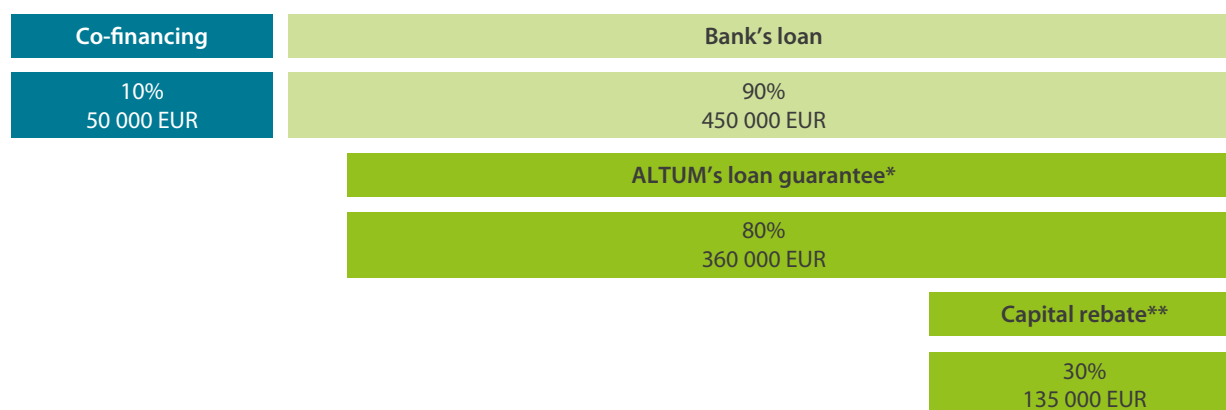 Co-financing
Bank's loan
10%
50 000 EUR
90%
450 000 EUR
ALTUM's loan guarantee*
80%
360 000 EUR
Capital rebate**
30%
135 000 EUR